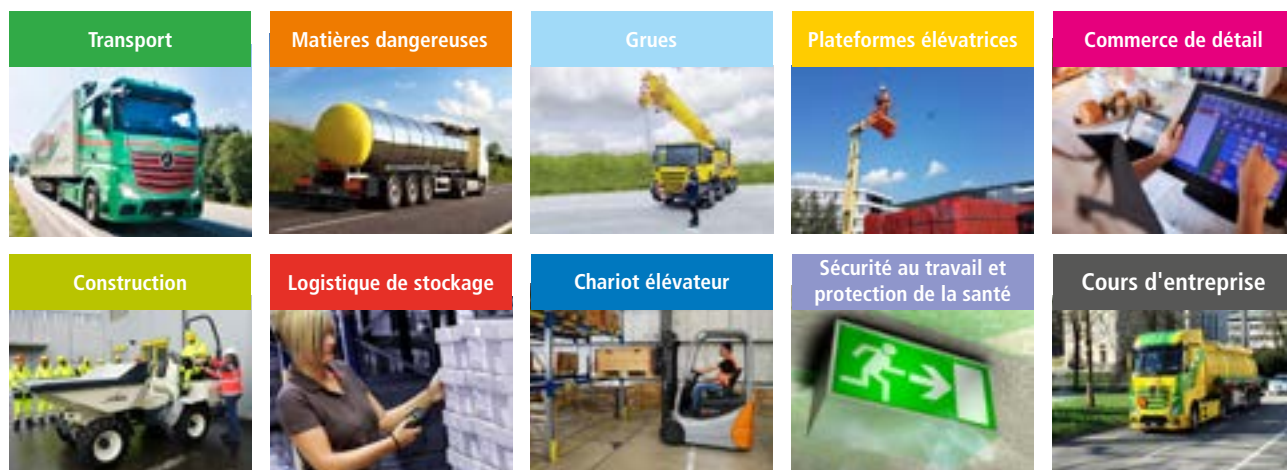 Transport
Matières dangereuses
Grues
Plateformes élévatrices
Commerce de détail
Construction
Logistique de stockage
Chariot élévateur
Sécurité au travail et
protection de la santé
Cours d'entreprise